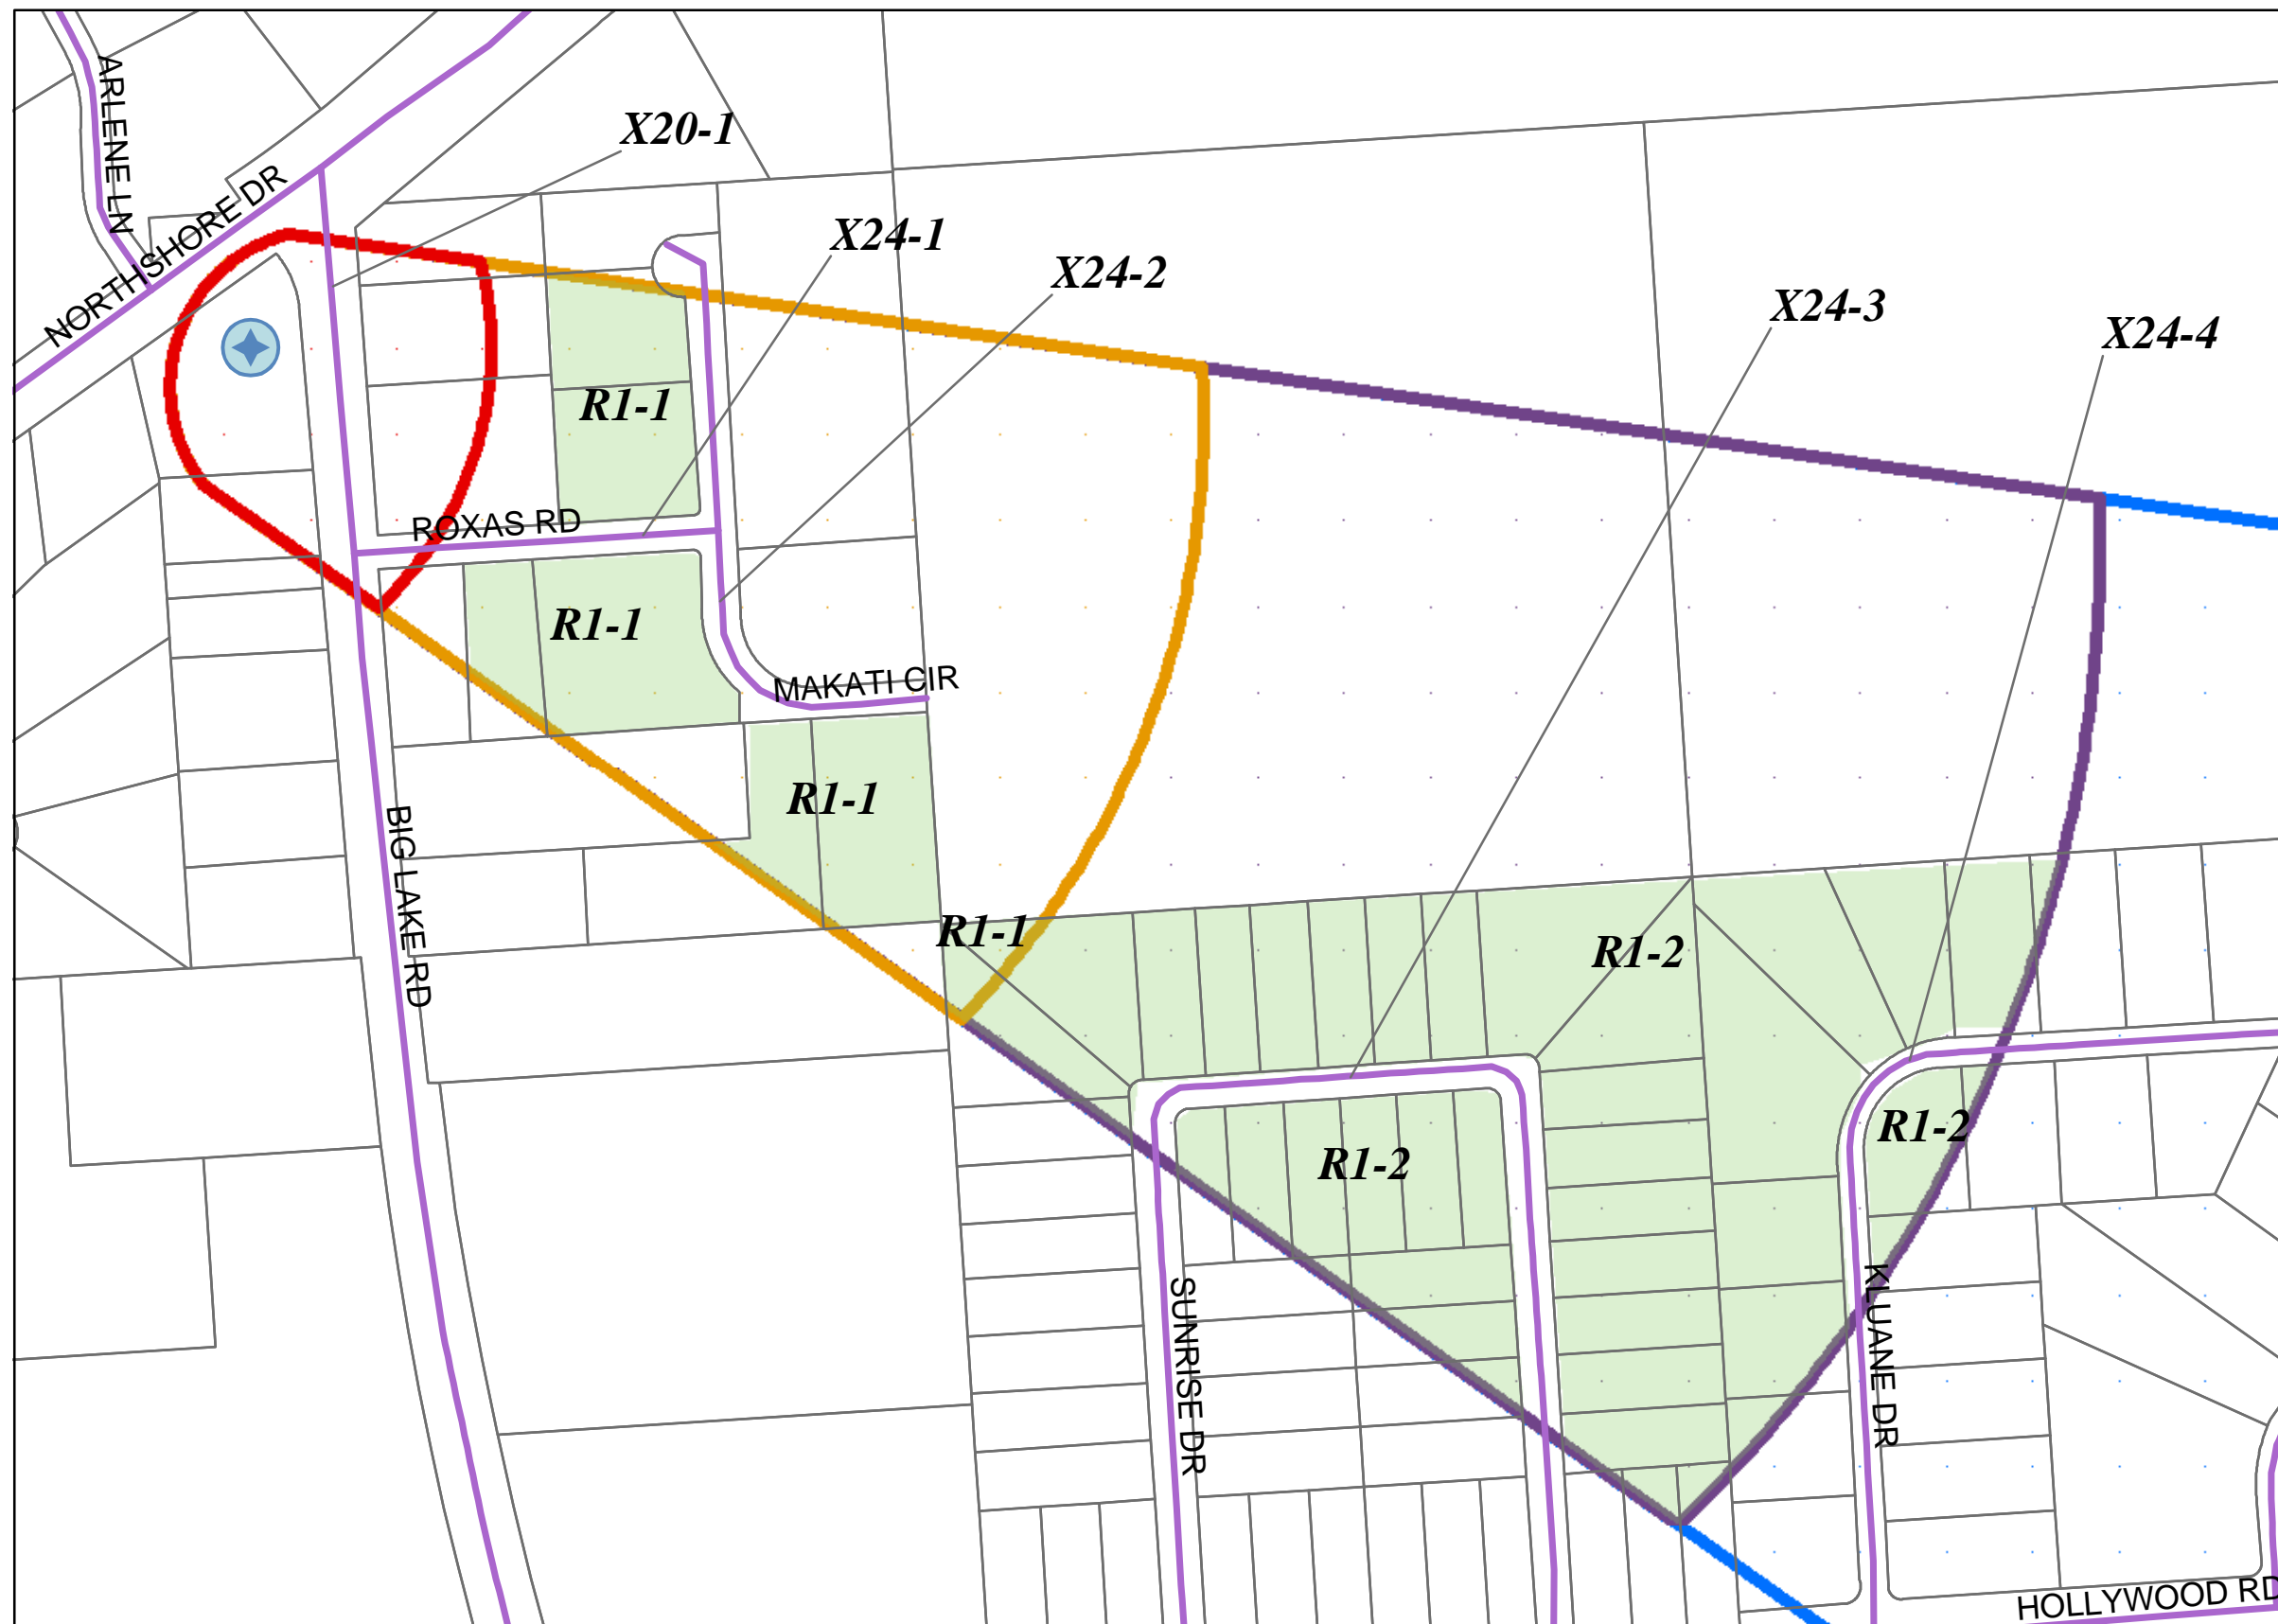 ARLENE LN
X20-1
NORTH SHORE DR
X24-1
X24-2
X24-3
X24-4
R1-1
ROXAS RD
R1-1
MAKATI CIR
R1-1
BIG LAKE RD
R1-1
R1-2
R1-2
R1-2
SUNRISE DR
KLUANE DR
HOLLYWOOD RD